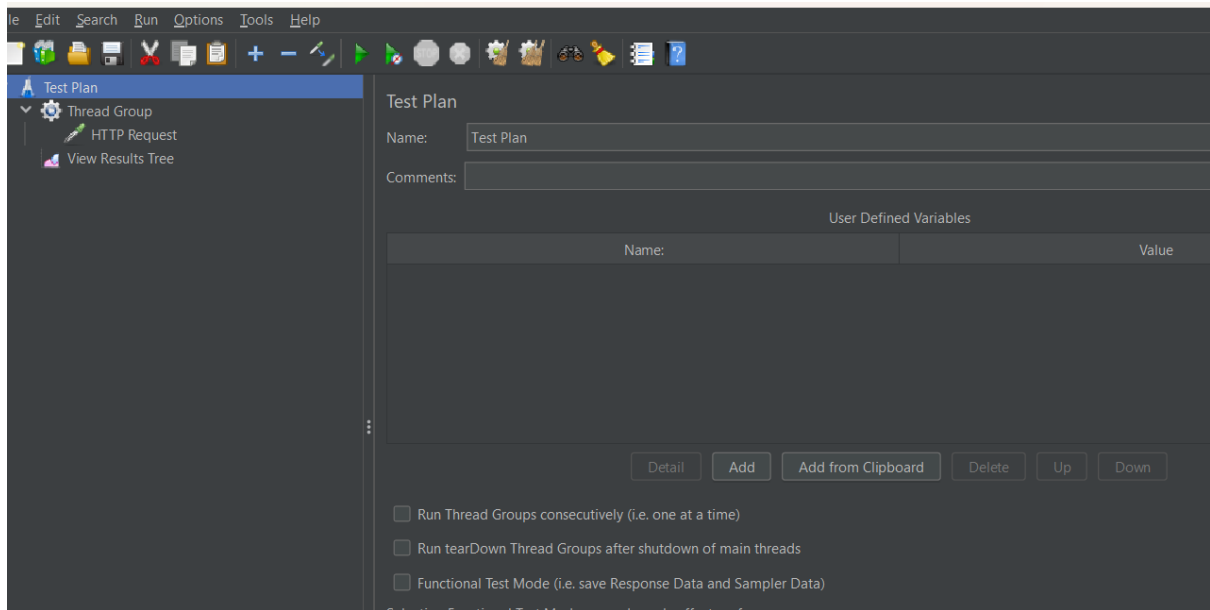 le Edit Search Run Options Tools Help
STOP
Test Plan
Thread Group
HTTP Request
View Results Tree
Test Plan
Name: Test Plan
Comments:
User Defined Variables
Name: Value
Detail Add Add from Clipboard Delete Up Down
Run Thread Groups consecutively (i.e. one at a time)
Run tearDown Thread Groups after shutdown of main threads
Functional Test Mode (i.e. save Response Data and Sampler Data)